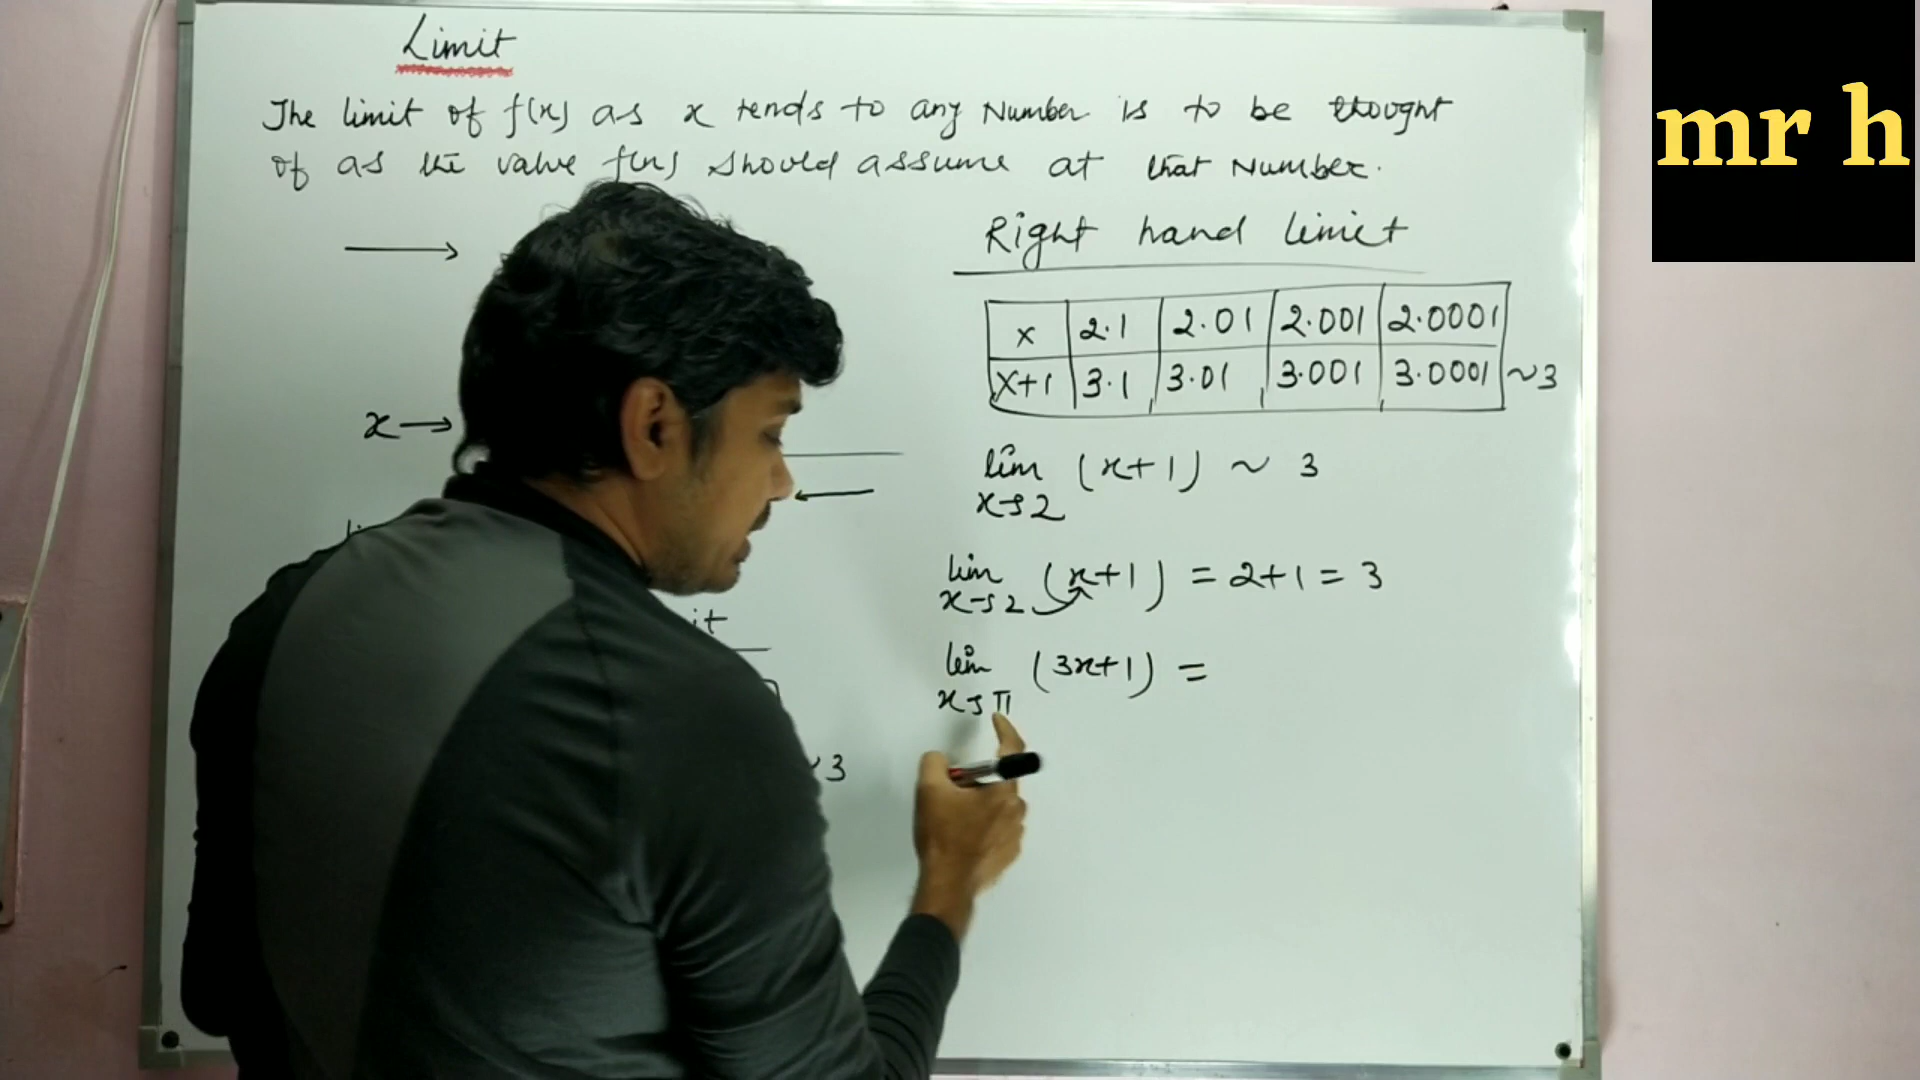 Limit
The limit of f(x) as x tends to any Number is to be thought
of as the value f(x) should assume at that Number.
mr h
Right hand limit
x 2.1 2.01 2.001 2.0001
x+1 3.1 3.01 3.001 3.0001 ~3
x→
lim (x+1) ~ 3
x→2
lim (x+1) = 2+1 = 3
x→2
lim (3x+1) =
x→π
~3